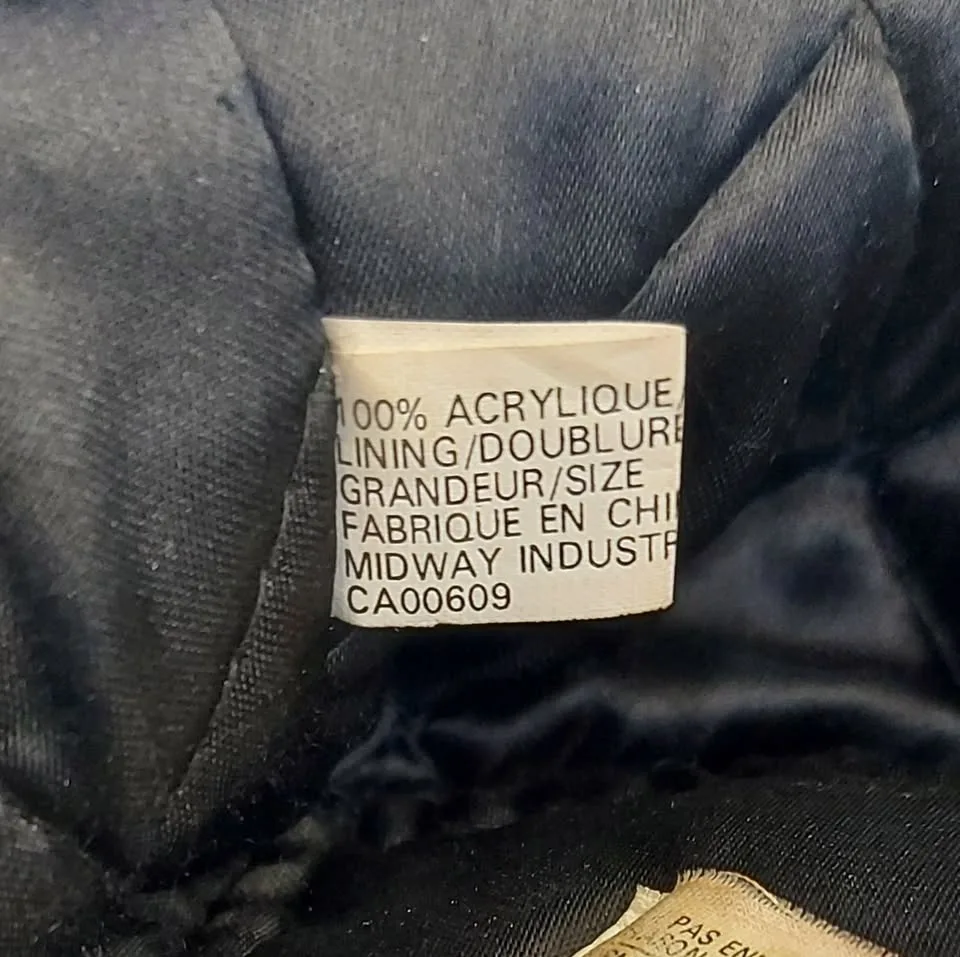 100% ACRYLIQUE/
LINING/DOUBLURE
GRANDEUR/SIZE
FABRIQUE EN CHI
MIDWAY INDUSTR
CA00609
PAS EN